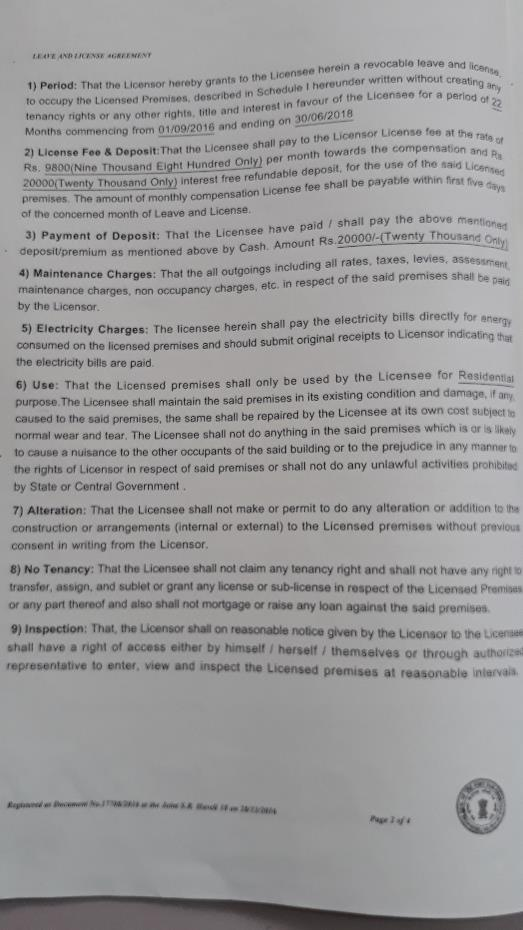 LEAVE AND LICENSE AGREEMENT
1) Period: That the Licensor hereby grants to the Licensee herein a revocable leave and license,
to occupy the Licensed Premises, described in Schedule I hereunder written without creating any
tenancy rights or any other rights, title and interest in favour of the Licensee for a period of 22
Months commencing from 01/09/2016 and ending on 30/06/2018
2) License Fee & Deposit:That the Licensee shall pay to the Licensor License fee at the rate of
Rs. 9800(Nine Thousand Eight Hundred Only) per month towards the compensation and Rs.
20000(Twenty Thousand Only) interest free refundable deposit, for the use of the said Licensed
premises. The amount of monthly compensation License fee shall be payable within first five days
of the concerned month of Leave and License.
3) Payment of Deposit: That the Licensee have paid / shall pay the above mentioned
deposit/premium as mentioned above by Cash. Amount Rs.20000/-(Twenty Thousand Only)
4) Maintenance Charges: That all outgoings including all rates, taxes, levies, assessment,
maintenance charges, non occupancy charges, etc. in respect of the said premises shall be paid
by the Licensor.
5) Electricity Charges: The licensee herein shall pay the electricity bills directly for energy
consumed on the licensed premises and should submit original receipts to Licensor indicating that
the electricity bills are paid.
6) Use: That the Licensed premises shall only be used by the Licensee for Residential
purpose.The Licensee shall maintain the said premises in its existing condition and damage, if any,
caused to the said premises, the same shall be repaired by the Licensee at its own cost subject to
normal wear and tear. The Licensee shall not do anything in the said premises which is or is likely
to cause a nuisance to the other occupants of the said building or to the prejudice in any manner to
the rights of Licensor in respect of said premises or shall not do any unlawful activities prohibited
by State or Central Government .
7) Alteration: That the Licensee shall not make or permit to do any alteration or addition to the
construction or arrangements (internal or external) to the Licensed premises without previous
consent in writing from the Licensor.
8) No Tenancy: That the Licensee shall not claim any tenancy right and shall not have any right to
transfer, assign, and sublet or grant any license or sub-license in respect of the Licensed Premises
or any part thereof and also shall not mortgage or raise any loan against the said premises.
9) Inspection: That, the Licensor shall on reasonable notice given by the Licensor to the Licensee
shall have a right of access either by himself / herself / themselves or through authorized
representative to enter, view and inspect the Licensed premises at reasonable intervals.
Registered as Document No. at the Joint S.R. on
Page 2 of 4